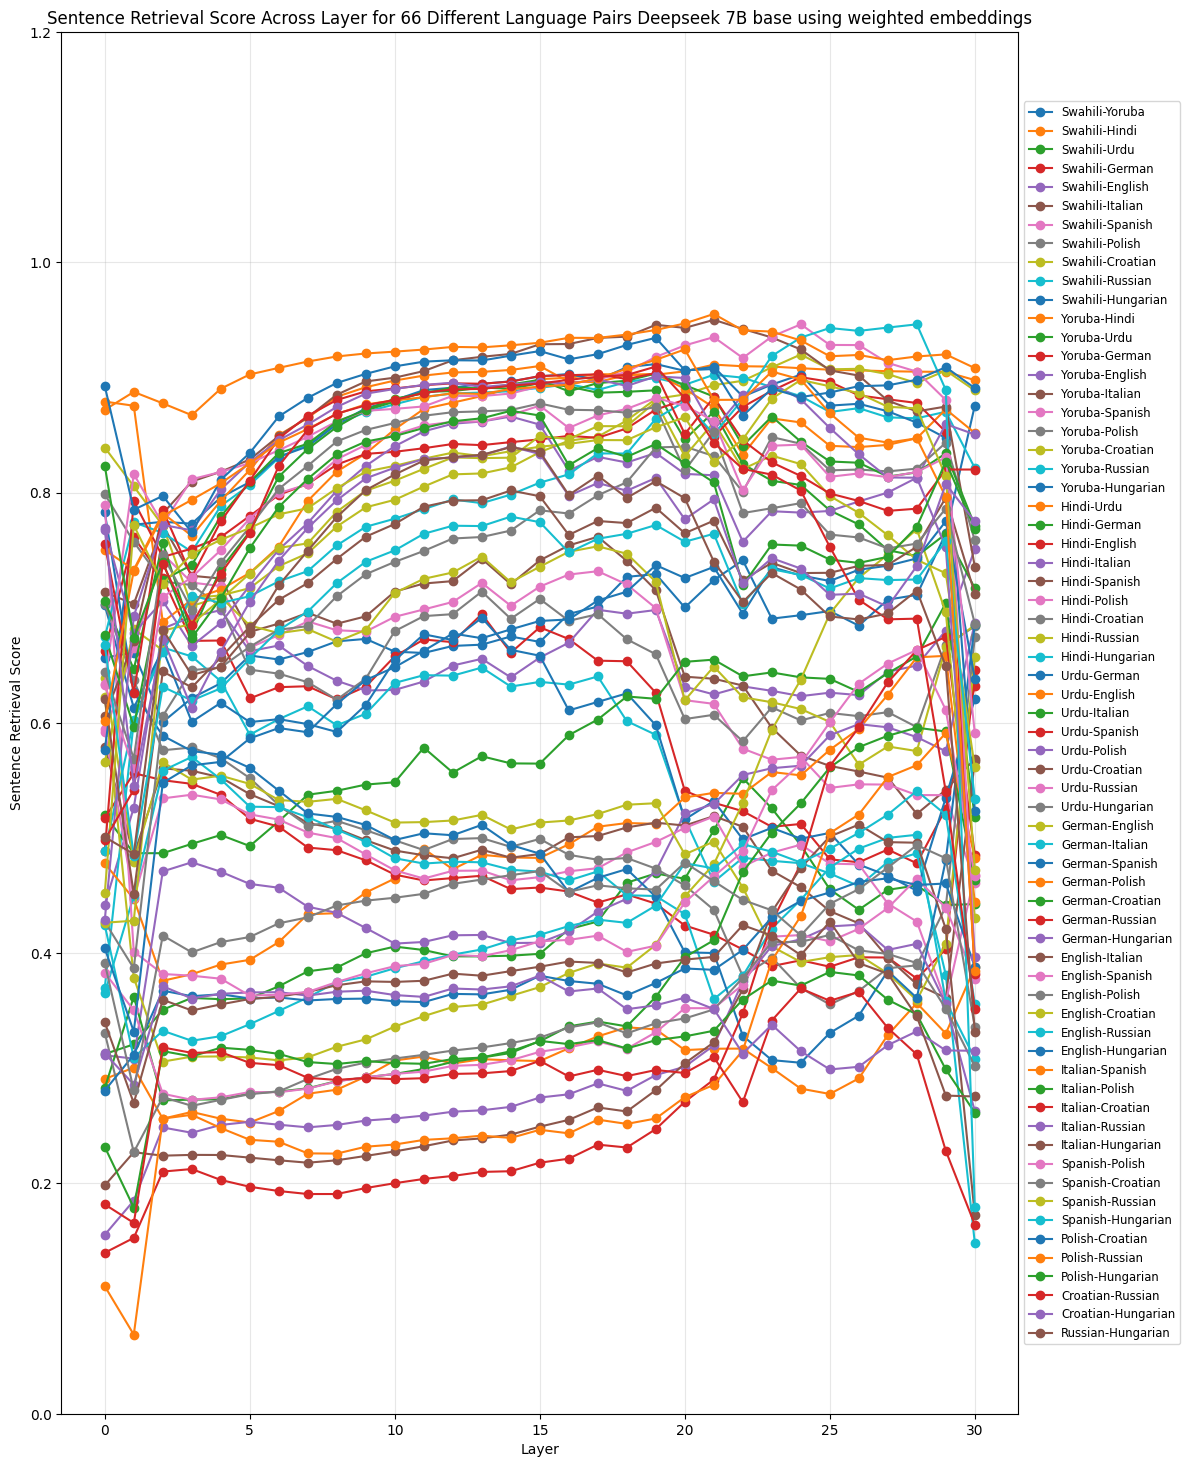 Sentence Retrieval Score Across Layer for 66 Different Language Pairs Deepseek 7B base using weighted embeddings
1.2
1.0
0.8
0.6
0.4
0.2
0.0
Sentence Retrieval Score
0
5
10
15
20
25
30
Layer
Swahili-Yoruba
Swahili-Hindi
Swahili-Urdu
Swahili-German
Swahili-English
Swahili-Italian
Swahili-Spanish
Swahili-Polish
Swahili-Croatian
Swahili-Russian
Swahili-Hungarian
Yoruba-Hindi
Yoruba-Urdu
Yoruba-German
Yoruba-English
Yoruba-Italian
Yoruba-Spanish
Yoruba-Polish
Yoruba-Croatian
Yoruba-Russian
Yoruba-Hungarian
Hindi-Urdu
Hindi-German
Hindi-English
Hindi-Italian
Hindi-Spanish
Hindi-Polish
Hindi-Croatian
Hindi-Russian
Hindi-Hungarian
Urdu-German
Urdu-English
Urdu-Italian
Urdu-Spanish
Urdu-Polish
Urdu-Croatian
Urdu-Russian
Urdu-Hungarian
German-English
German-Italian
German-Spanish
German-Polish
German-Croatian
German-Russian
German-Hungarian
English-Italian
English-Spanish
English-Polish
English-Croatian
English-Russian
English-Hungarian
Italian-Spanish
Italian-Polish
Italian-Croatian
Italian-Russian
Italian-Hungarian
Spanish-Polish
Spanish-Croatian
Spanish-Russian
Spanish-Hungarian
Polish-Croatian
Polish-Russian
Polish-Hungarian
Croatian-Russian
Croatian-Hungarian
Russian-Hungarian